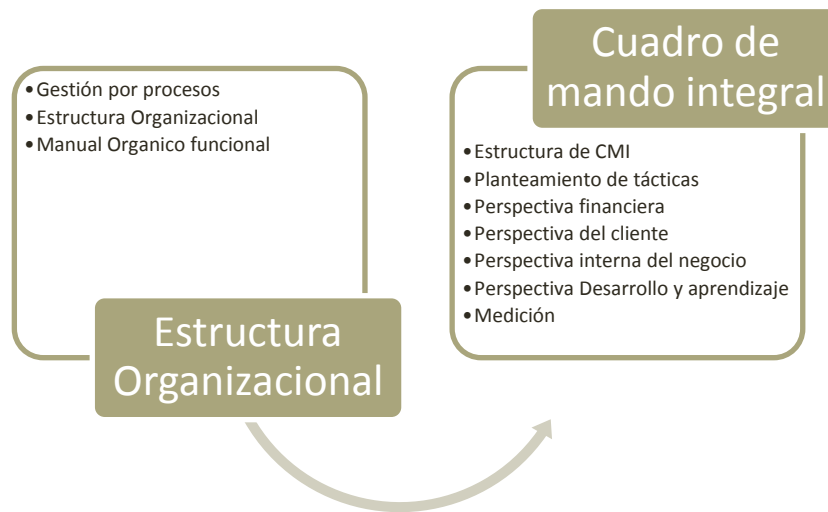 •Gestión por procesos
•Estructura Organizacional
•Manual Organico funcional
Estructura
Organizacional
Cuadro de
mando integral
•Estructura de CMI
•Planteamiento de tácticas
•Perspectiva financiera
•Perspectiva del cliente
•Perspectiva interna del negocio
•Perspectiva Desarrollo y aprendizaje
•Medición